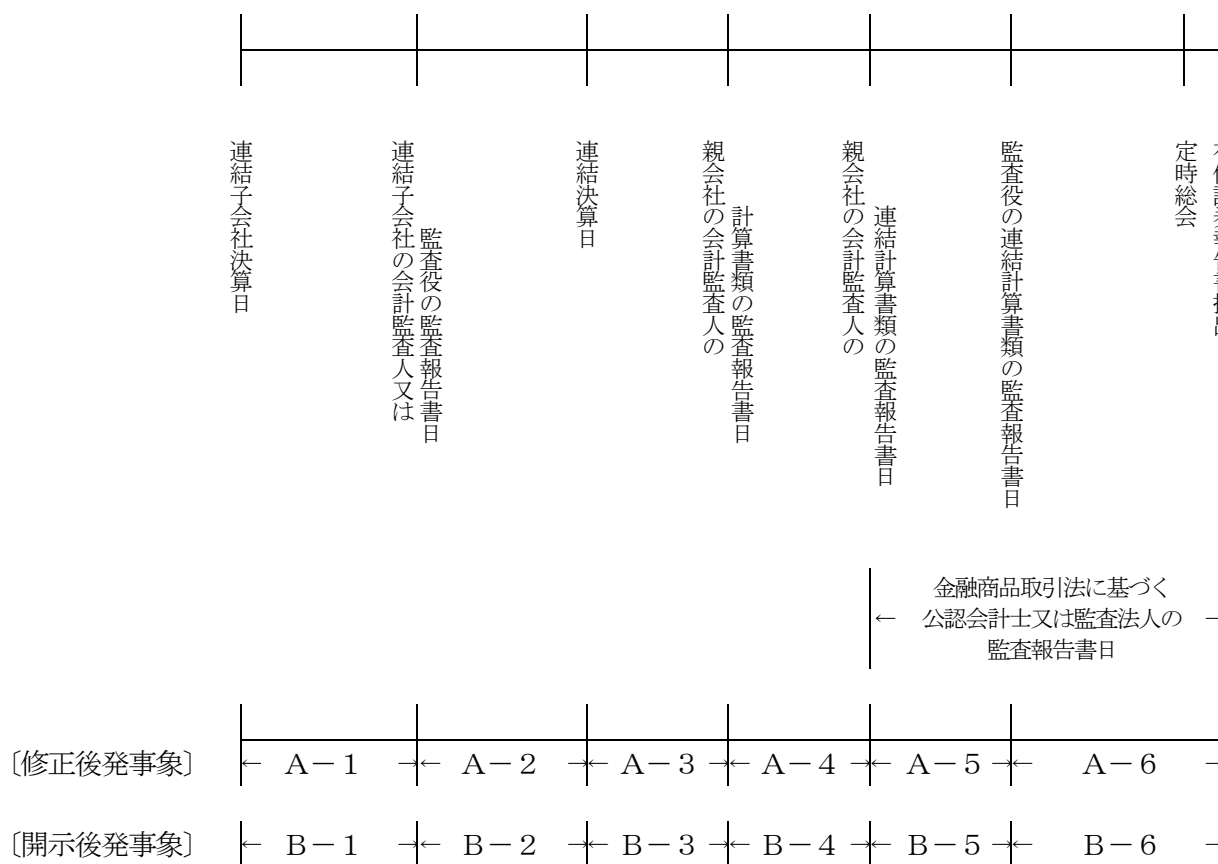 連結子会社決算日
連結子会社の会計監査人又は
監査役の監査報告書日
連結決算日
親会社の会計監査人の
計算書類の監査報告書日
親会社の会計監査人の
連結計算書類の監査報告書日
監査役の連結計算書類の監査報告書日
定時総会
金融商品取引法に基づく
← 公認会計士又は監査法人の
監査報告書日
〔修正後発事象〕 ← A-1 →← A-2 →← A-3 →← A-4 →← A-5 →← A-6
〔開示後発事象〕 ← B-1 →← B-2 →← B-3 →← B-4 →← B-5 →← B-6